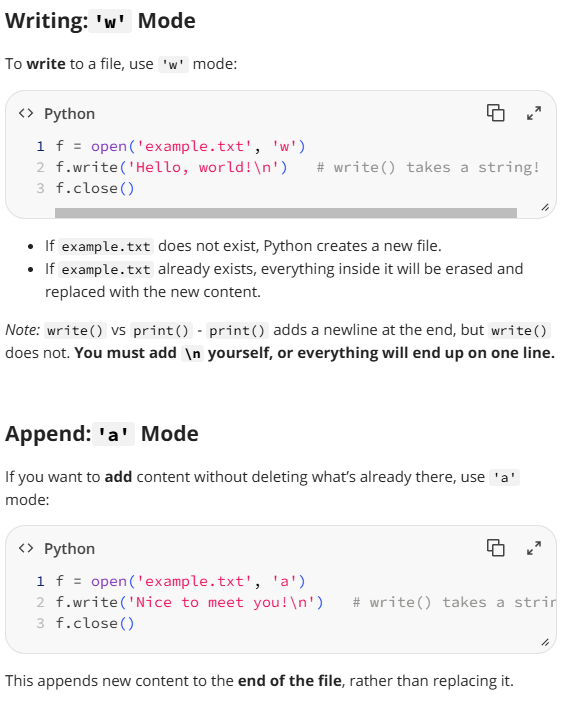 Writing: 'w' Mode
To write to a file, use 'w' mode:
<> Python
1 f = open('example.txt', 'w')
2 f.write('Hello, world!\n')   # write() takes a string!
3 f.close()
• If example.txt does not exist, Python creates a new file.
• If example.txt already exists, everything inside it will be erased and
replaced with the new content.
Note: write() vs print() - print() adds a newline at the end, but write()
does not. You must add \n yourself, or everything will end up on one line.
Append: 'a' Mode
If you want to add content without deleting what's already there, use 'a'
mode:
<> Python
1 f = open('example.txt', 'a')
2 f.write('Nice to meet you!\n')   # write() takes a
3 f.close()
This appends new content to the end of the file, rather than replacing it.